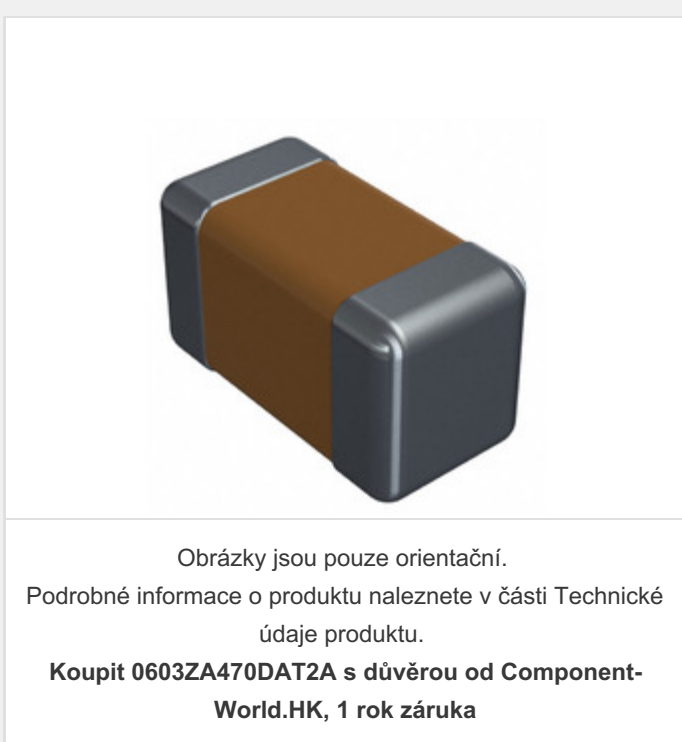 Obrázky jsou pouze orientační.
Podrobné informace o produktu naleznete v části Technické
údaje produktu.
Koupit 0603ZA470DAT2A s důvěrou od Component-
World.HK, 1 rok záruka